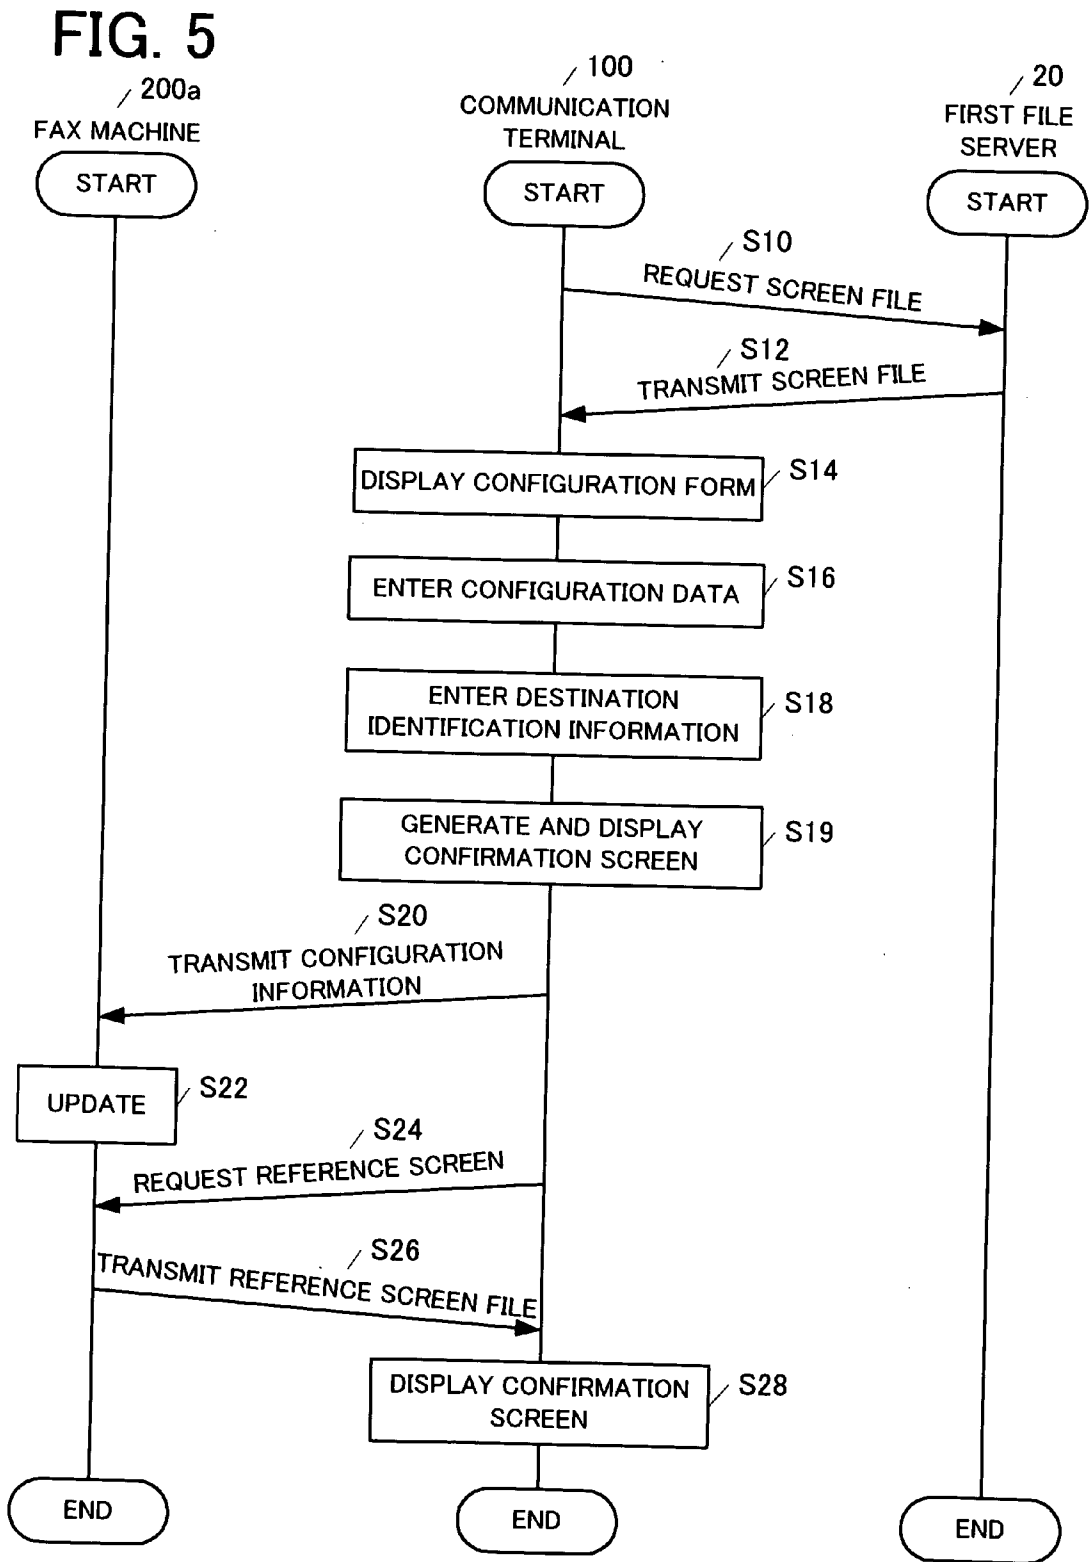 FIG. 5
200a
FAX MACHINE
START
100
COMMUNICATION
TERMINAL
START
20
FIRST FILE
SERVER
START
S10
REQUEST SCREEN FILE
S12
TRANSMIT SCREEN FILE
DISPLAY CONFIGURATION FORM
S14
ENTER CONFIGURATION DATA
S16
ENTER DESTINATION
IDENTIFICATION INFORMATION
S18
GENERATE AND DISPLAY
CONFIRMATION SCREEN
S19
S20
TRANSMIT CONFIGURATION
INFORMATION
UPDATE
S22
S24
REQUEST REFERENCE SCREEN
S26
TRANSMIT REFERENCE SCREEN FILE
DISPLAY CONFIRMATION
SCREEN
S28
END
END
END